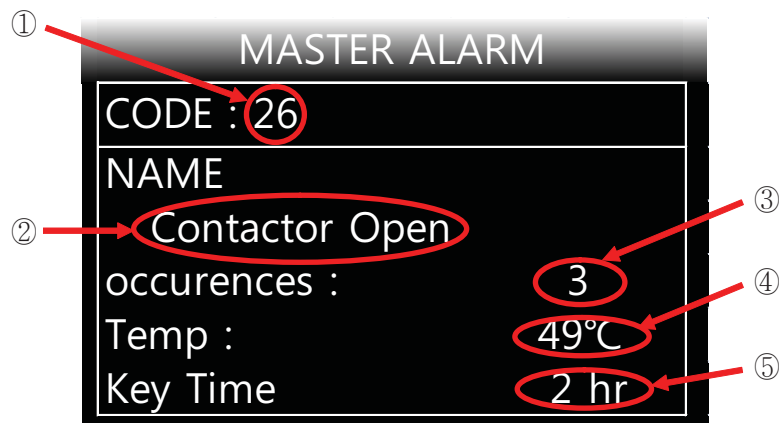 ①
MASTER ALARM
CODE : 26
NAME
② Contactor Open
③
occurences : 3
④
Temp : 49℃
⑤
Key Time 2 hr